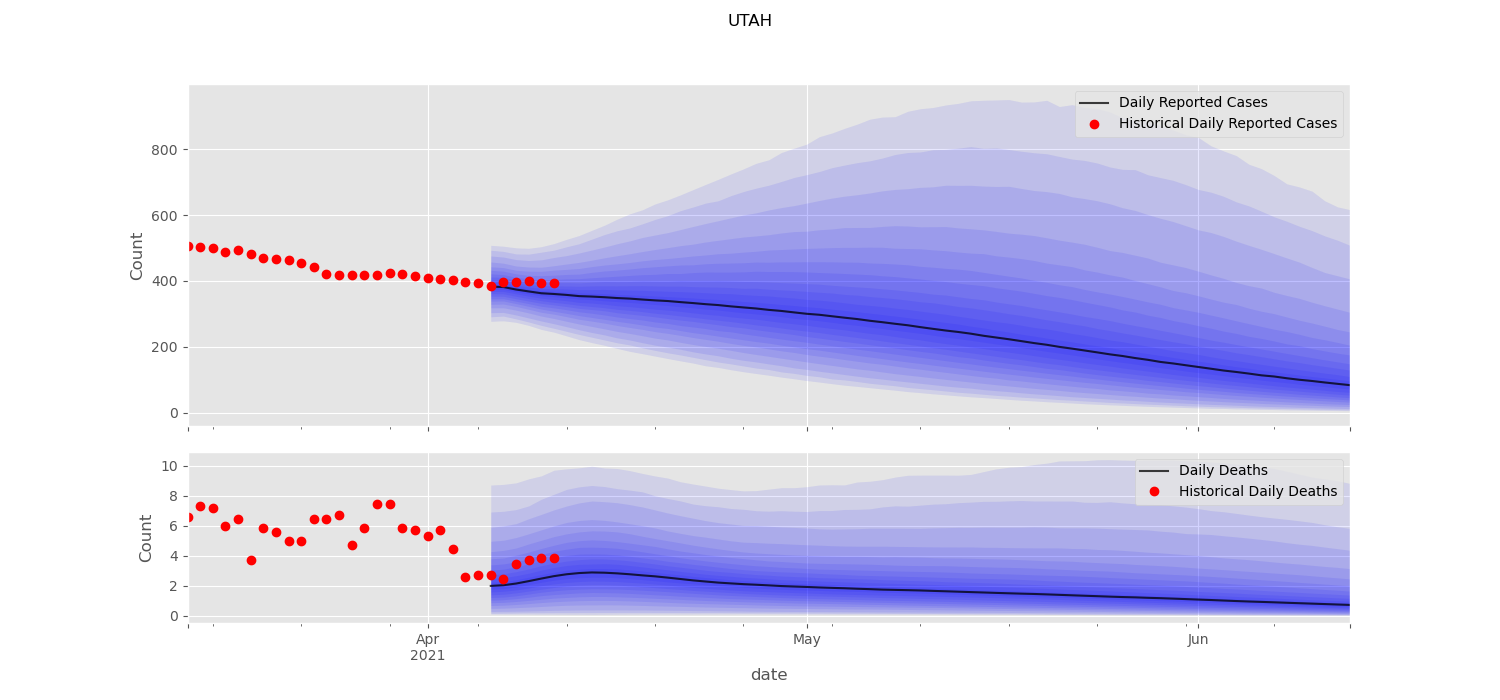 UTAH
Daily Reported Cases
Historical Daily Reported Cases
Count
800
600
400
200
0
Daily Deaths
Historical Daily Deaths
Count
10
8
6
4
2
0
Apr
2021
May
Jun
date